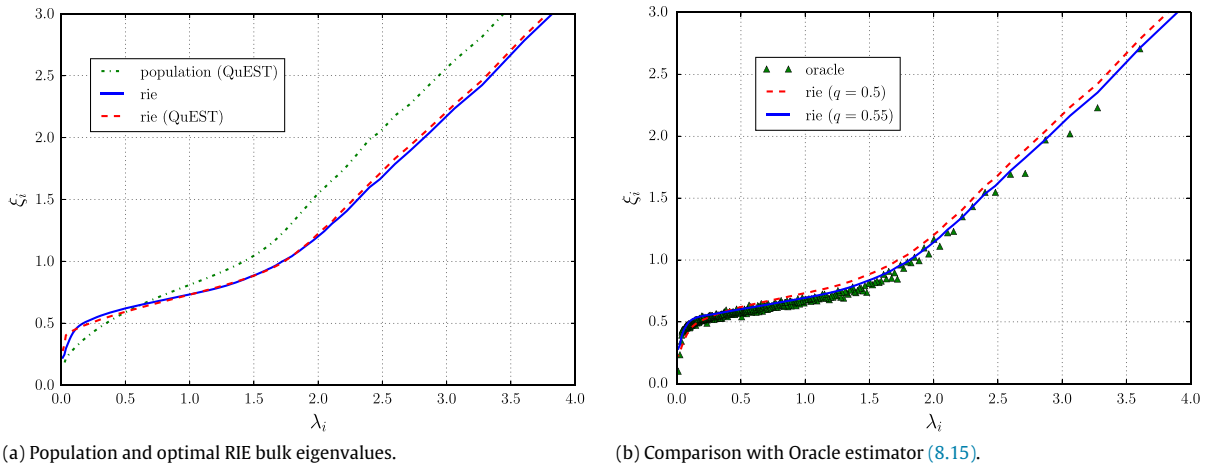 3.0
2.5
2.0
1.5
1.0
0.5
0.0
ξi
population (QuEST)
rie
rie (QuEST)
0.0 0.5 1.0 1.5 2.0 2.5 3.0 3.5 4.0
λi
(a) Population and optimal RIE bulk eigenvalues.
3.0
2.5
2.0
1.5
1.0
0.5
0.0
ξi
oracle
rie (q = 0.5)
rie (q = 0.55)
0.0 0.5 1.0 1.5 2.0 2.5 3.0 3.5 4.0
λi
(b) Comparison with Oracle estimator (8.15).